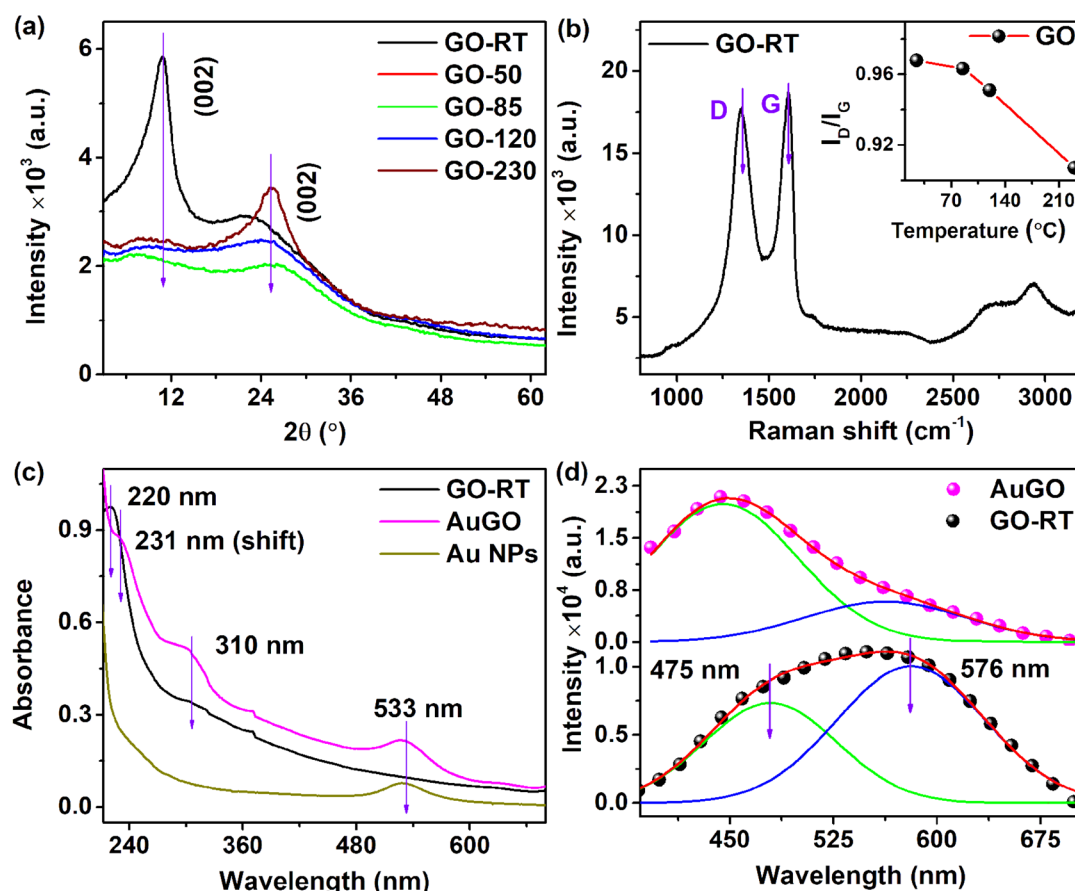 (a)
6
4
2
0
12
24
36
48
60
Intensity ×10³ (a.u.)
2θ (°)
(002)
(002)
GO-RT
GO-50
GO-85
GO-120
GO-230
(b)
20
15
10
5
1000
1500
2000
2500
3000
Intensity ×10³ (a.u.)
Raman shift (cm⁻¹)
GO-RT
D
G
GO
0.96
0.92
I_D/I_G
70
140
210
Temperature (°C)
(c)
0.9
0.6
0.3
0.0
240
360
480
600
Absorbance
Wavelength (nm)
220 nm
231 nm (shift)
310 nm
533 nm
GO-RT
AuGO
Au NPs
(d)
2.3
1.5
0.8
0.0
1.0
0.5
0.0
450
525
600
675
Intensity ×10⁴ (a.u.)
Wavelength (nm)
AuGO
GO-RT
475 nm
576 nm